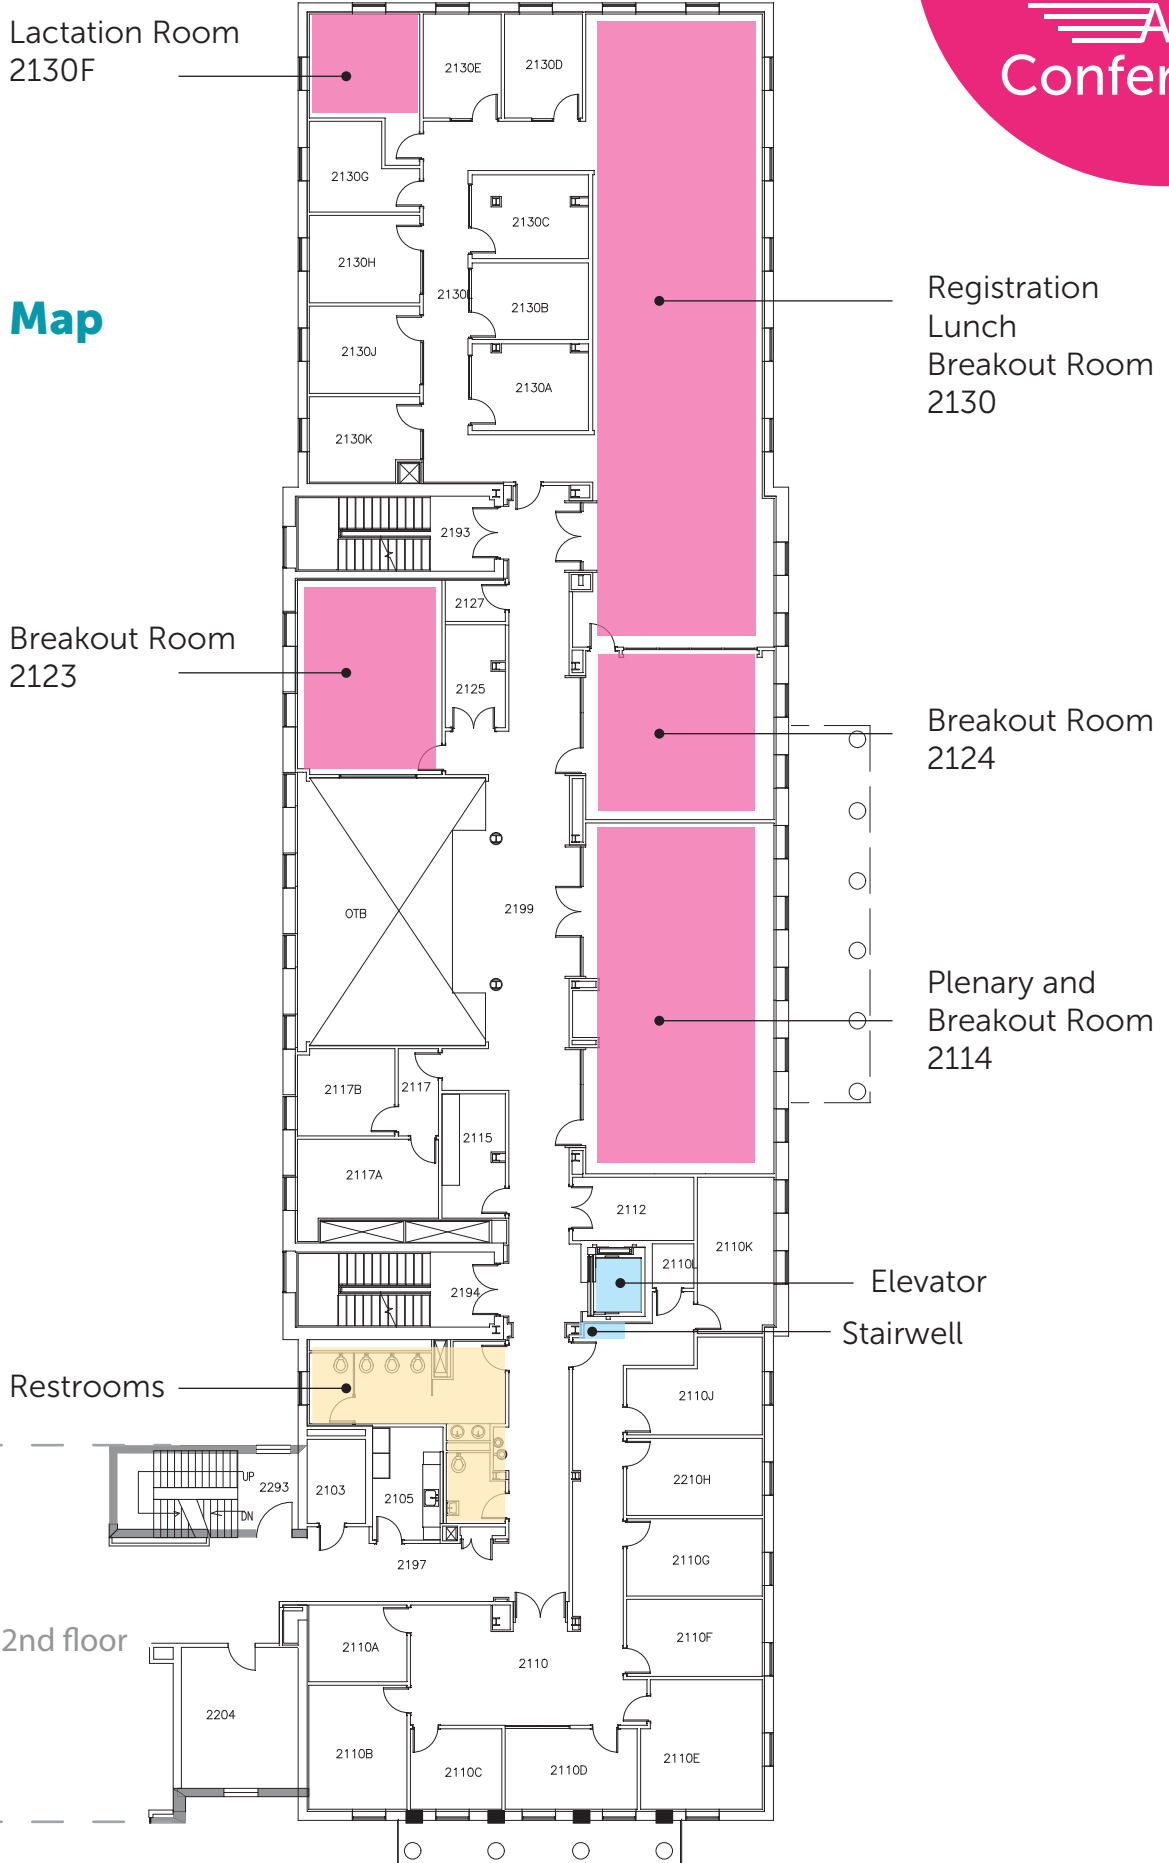 Lactation Room
2130F
A
Confer
2130E
2130D
2130G
2130C
2130H
2130L
2130B
Map
Registration
Lunch
Breakout Room
2130
2130J
2130A
2130K
2193
2127
Breakout Room
2123
2125
Breakout Room
2124
OTB
2199
Plenary and
Breakout Room
2114
2117B
2117
2115
2117A
2112
2110K
2110L
Elevator
2194
Stairwell
Restrooms
2110J
UP
2293
2103
2105
2210H
DN
2197
2110G
2nd floor
2110A
2110
2110F
2204
2110B
2110C
2110D
2110E